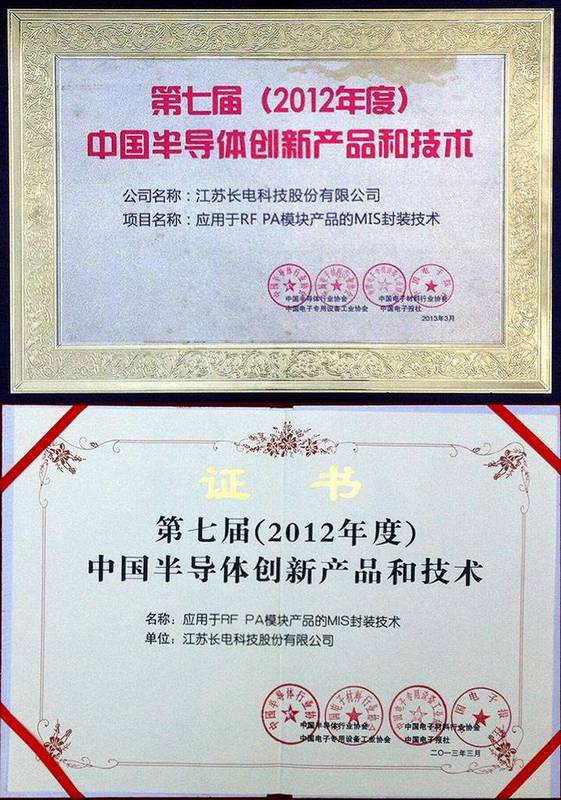 第七届（2012年度）
中国半导体创新产品和技术
公司名称：江苏长电科技股份有限公司
项目名称：应用于RF PA模块产品的MIS封装技术
中国半导体行业协会 中国电子材料行业协会
中国电子专用设备工业协会 中国电子报社
2013年3月
证 书
第七届(2012年度)
中国半导体创新产品和技术
名称：应用于RF PA模块产品的MIS封装技术
单位：江苏长电科技股份有限公司
中国半导体行业协会 中国电子材料行业协会
中国电子专用设备工业协会 中国电子报社
二〇一三年三月